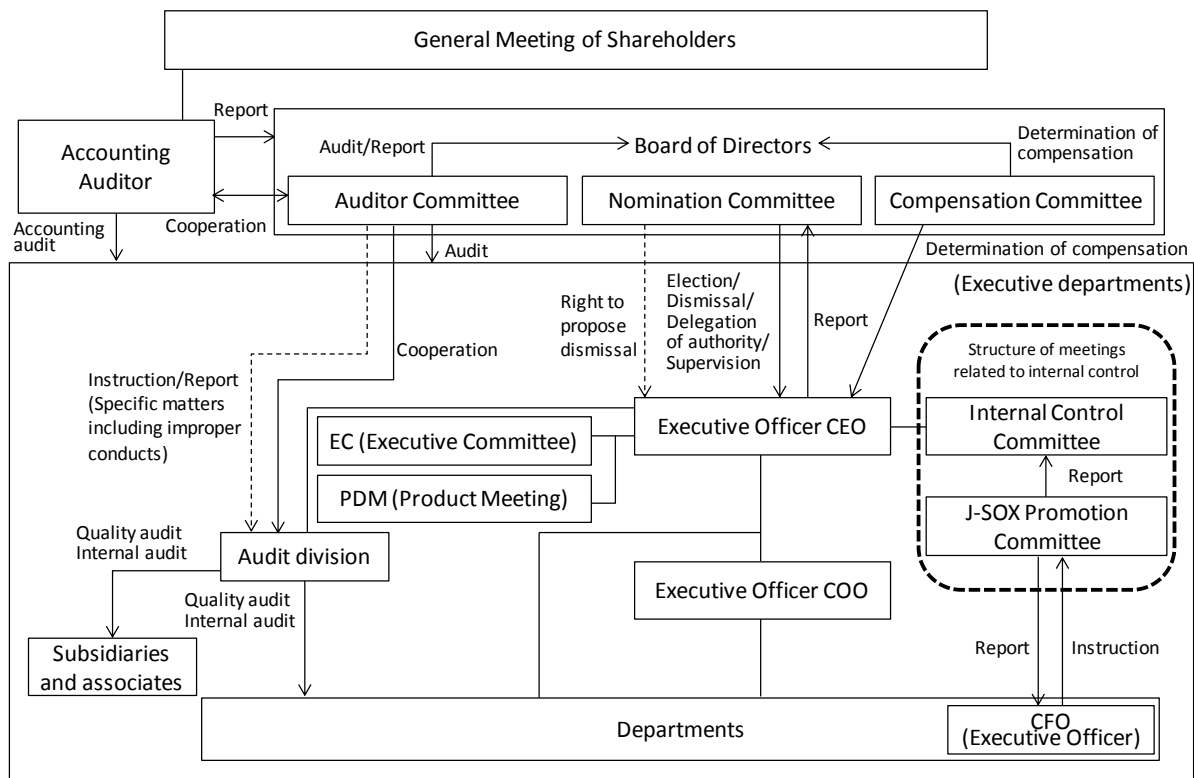 General Meeting of Shareholders
Report
Accounting
Auditor
Audit/Report
Board of Directors
Determination of
compensation
Auditor Committee
Nomination Committee
Compensation Committee
Cooperation
Accounting
audit
Audit
Determination of compensation
(Executive departments)
Election/
Dismissal/
Delegation
of authority/
Supervision
Right to
propose
dismissal
Report
Cooperation
Instruction/Report
(Specific matters
including improper
conducts)
Structure of meetings
related to internal control
Executive Officer CEO
Internal Control
Committee
EC (Executive Committee)
Report
PDM (Product Meeting)
J-SOX Promotion
Committee
Quality audit
Internal audit
Audit division
Executive Officer COO
Quality audit
Internal audit
Subsidiaries
and associates
Report
Instruction
Departments
CFO
(Executive Officer)